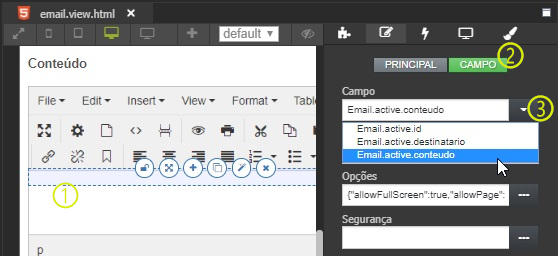 email.view.html
default
Conteúdo
File Edit Insert View Format Table
1
p
2
PRINCIPAL CAMPO
Campo
Email.active.conteudo
3
Email.active.id
Email.active.destinatario
Email.active.conteudo
Opções
{"allowFullScreen":true,"allowPage":
Segurança